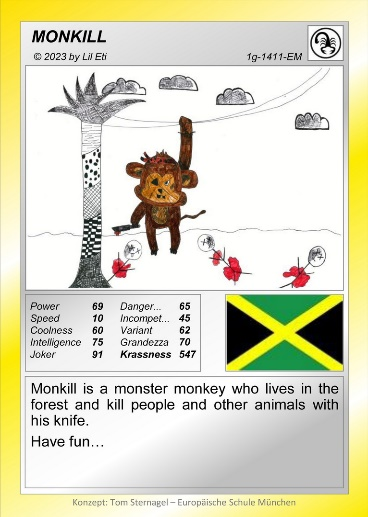 MONKILL
© 2023 by Lil Eti 1g-1411-EM
Power 69 Danger... 65
Speed 10 Incompet... 45
Coolness 60 Variant 62
Intelligence 75 Grandezza 70
Joker 91 Krassness 547
Monkill is a monster monkey who lives in the
forest and kill people and other animals with
his knife.
Have fun…
Konzept: Tom Sternagel – Europäische Schule München